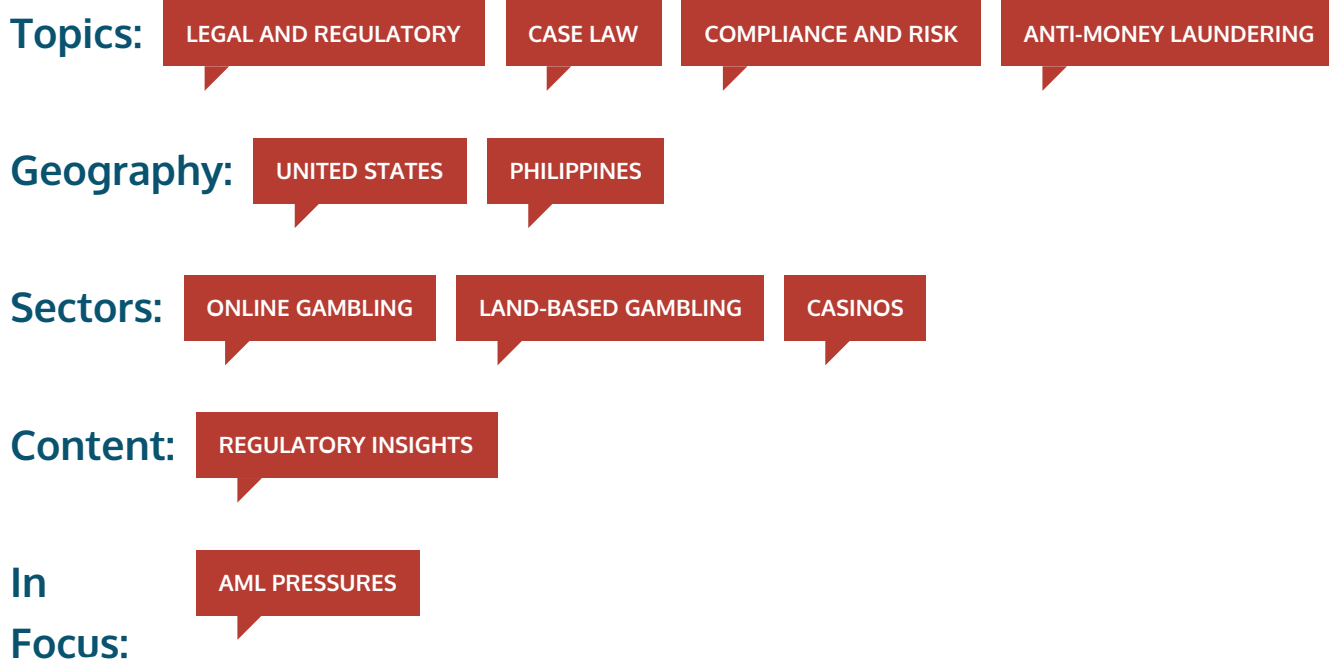 Topics: LEGAL AND REGULATORY CASE LAW COMPLIANCE AND RISK ANTI-MONEY LAUNDERING
Geography: UNITED STATES PHILIPPINES
Sectors: ONLINE GAMBLING LAND-BASED GAMBLING CASINOS
Content: REGULATORY INSIGHTS
In AML PRESSURES
Focus: